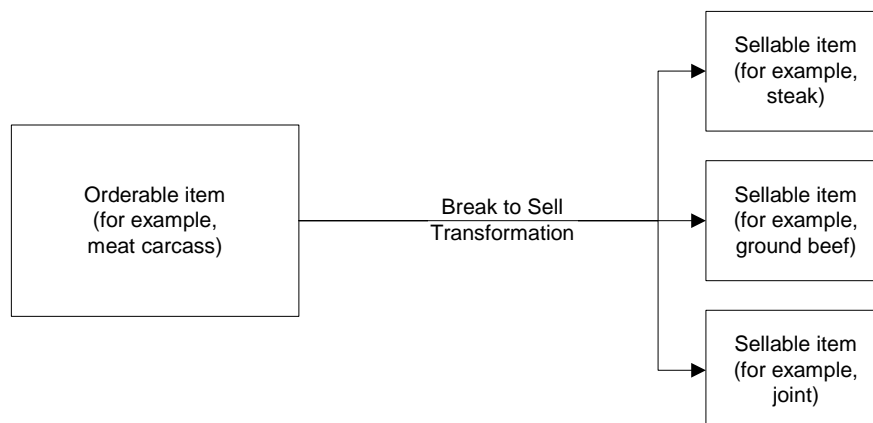 Orderable item
(for example,
meat carcass)
Break to Sell
Transformation
Sellable item
(for example,
steak)
Sellable item
(for example,
ground beef)
Sellable item
(for example,
joint)